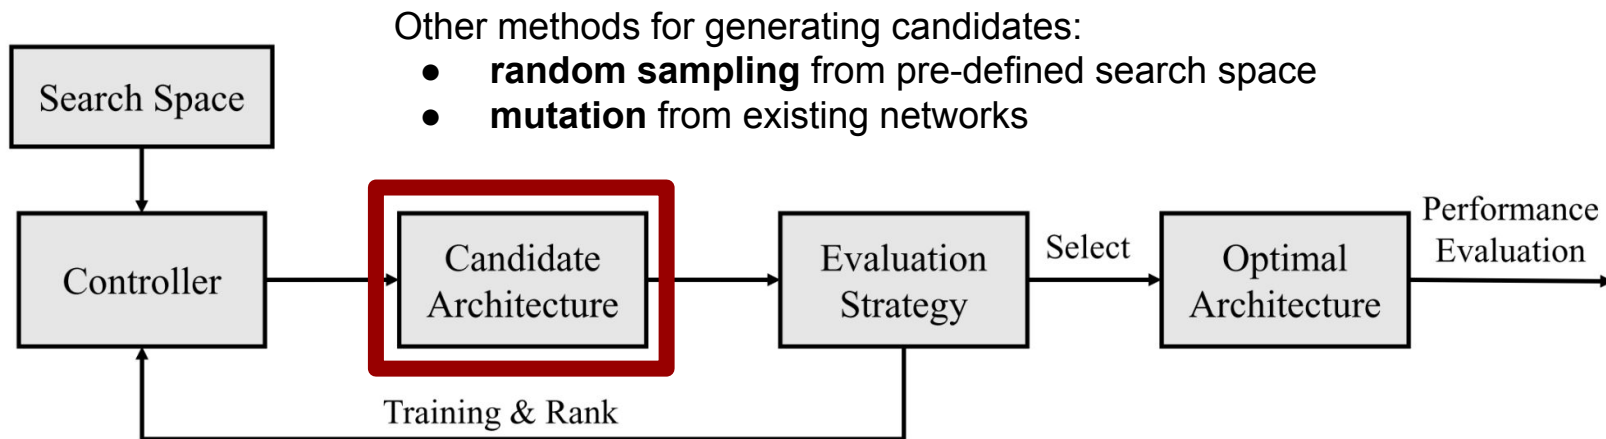 Other methods for generating candidates:
● random sampling from pre-defined search space
● mutation from existing networks
Search Space
Controller
Candidate
Architecture
Evaluation
Strategy
Select
Optimal
Architecture
Performance
Evaluation
Training & Rank